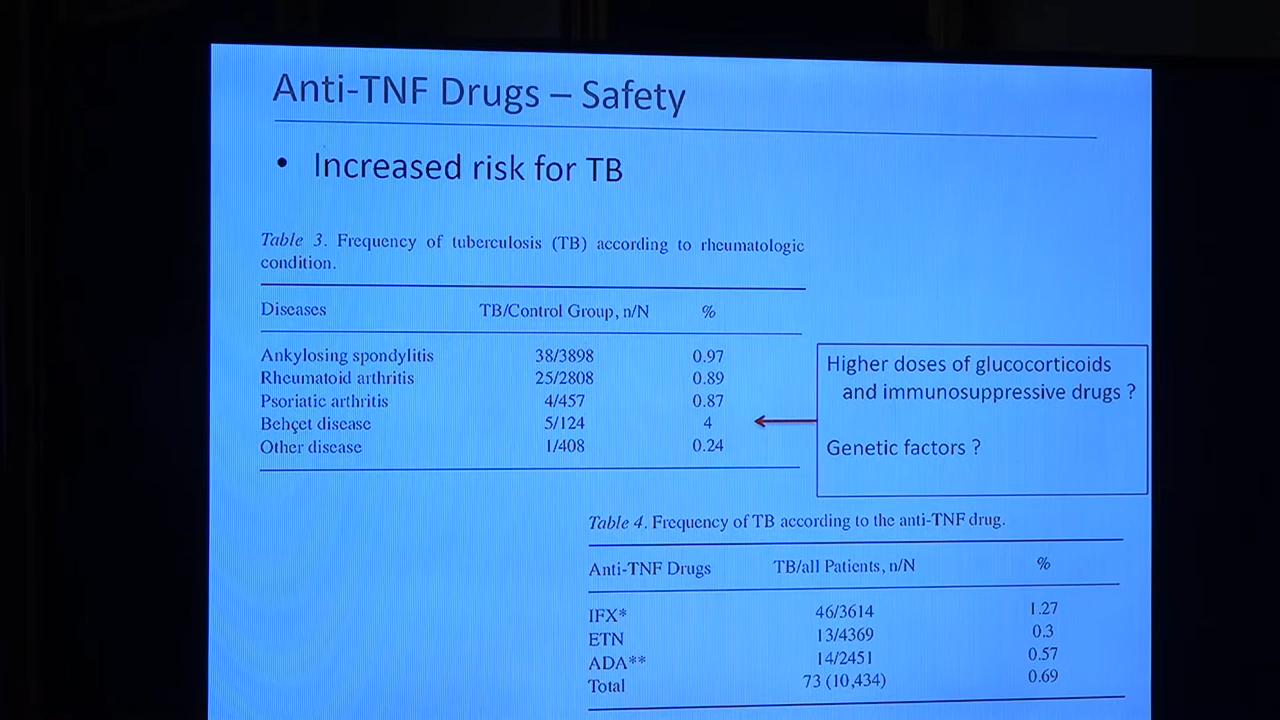 Anti-TNF Drugs – Safety
• Increased risk for TB
Table 3. Frequency of tuberculosis (TB) according to rheumatologic
condition.
Diseases TB/Control Group, n/N %
Ankylosing spondylitis 38/3898 0.97
Rheumatoid arthritis 25/2808 0.89
Psoriatic arthritis 4/457 0.87
Behçet disease 5/124 4
Other disease 1/408 0.24
Higher doses of glucocorticoids
and immunosuppressive drugs ?
Genetic factors ?
Table 4. Frequency of TB according to the anti-TNF drug.
Anti-TNF Drugs TB/all Patients, n/N %
IFX* 46/3614 1.27
ETN 13/4369 0.3
ADA** 14/2451 0.57
Total 73 (10,434) 0.69